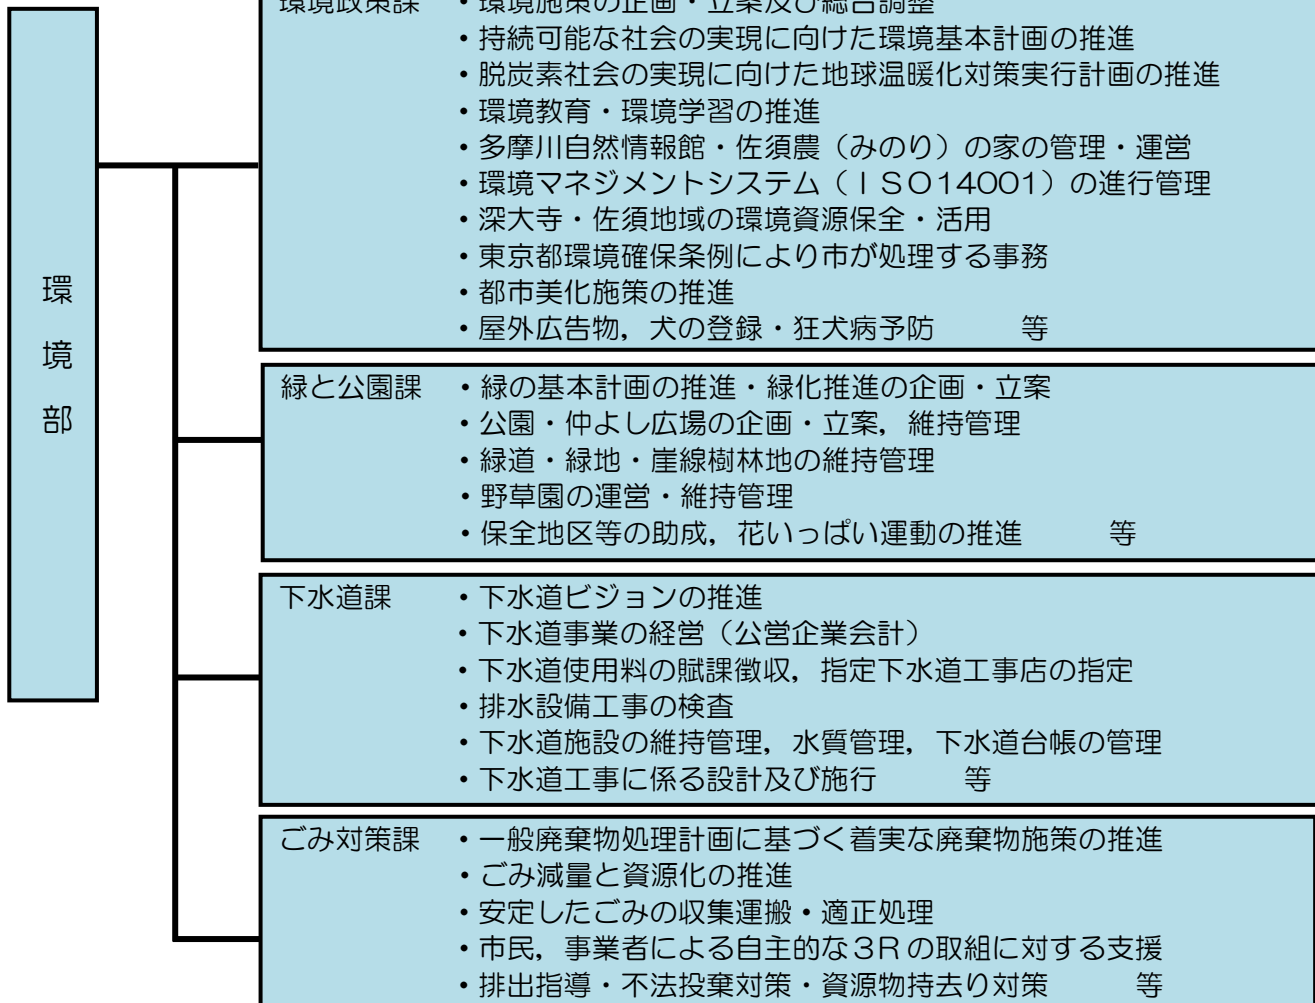 環境部
環境政策課 ・環境施策の企画・立案及び総合調整
・持続可能な社会の実現に向けた環境基本計画の推進
・脱炭素社会の実現に向けた地球温暖化対策実行計画の推進
・環境教育・環境学習の推進
・多摩川自然情報館・佐須農（みのり）の家の管理・運営
・環境マネジメントシステム（ＩＳＯ１４００１）の進行管理
・深大寺・佐須地域の環境資源保全・活用
・東京都環境確保条例により市が処理する事務
・都市美化施策の推進
・屋外広告物，犬の登録・狂犬病予防　　　等
緑と公園課 ・緑の基本計画の推進・緑化推進の企画・立案
・公園・仲よし広場の企画・立案，維持管理
・緑道・緑地・崖線樹林地の維持管理
・野草園の運営・維持管理
・保全地区等の助成，花いっぱい運動の推進　　　等
下水道課 ・下水道ビジョンの推進
・下水道事業の経営（公営企業会計）
・下水道使用料の賦課徴収，指定下水道工事店の指定
・排水設備工事の検査
・下水道施設の維持管理，水質管理，下水道台帳の管理
・下水道工事に係る設計及び施行　　　等
ごみ対策課 ・一般廃棄物処理計画に基づく着実な廃棄物施策の推進
・ごみ減量と資源化の推進
・安定したごみの収集運搬・適正処理
・市民，事業者による自主的な３Ｒの取組に対する支援
・排出指導・不法投棄対策・資源物持去り対策　　　等